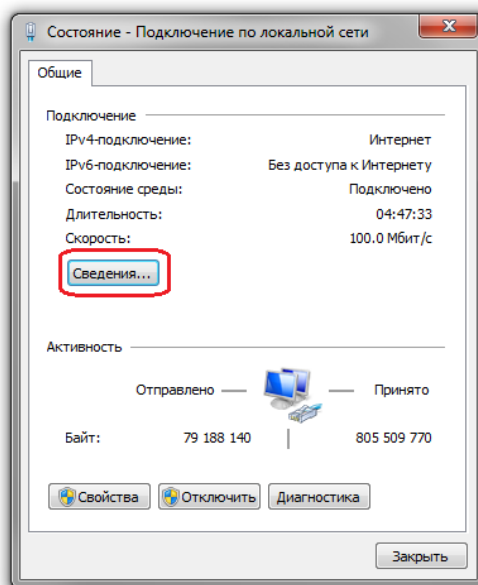 Состояние - Подключение по локальной сети
Общие
Подключение
IPv4-подключение: Интернет
IPv6-подключение: Без доступа к Интернету
Состояние среды: Подключено
Длительность: 04:47:33
Скорость: 100.0 Мбит/с
Сведения...
Активность
Отправлено — — Принято
Байт: 79 188 140 | 805 509 770
Свойства Отключить Диагностика
Закрыть